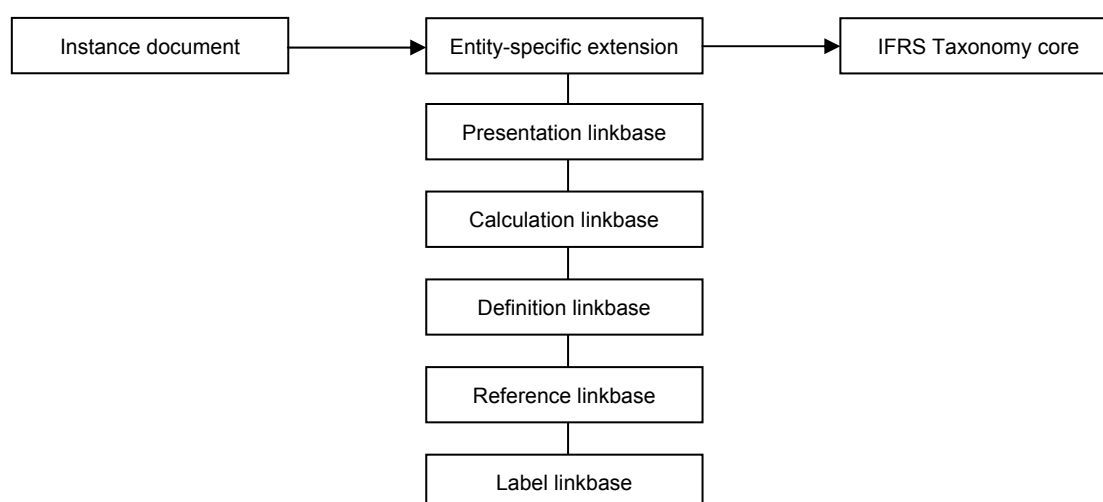 Instance document
Entity-specific extension
IFRS Taxonomy core
Presentation linkbase
Calculation linkbase
Definition linkbase
Reference linkbase
Label linkbase